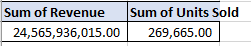 Sum of Revenue Sum of Units Sold
24,565,936,015.00 269,665.00